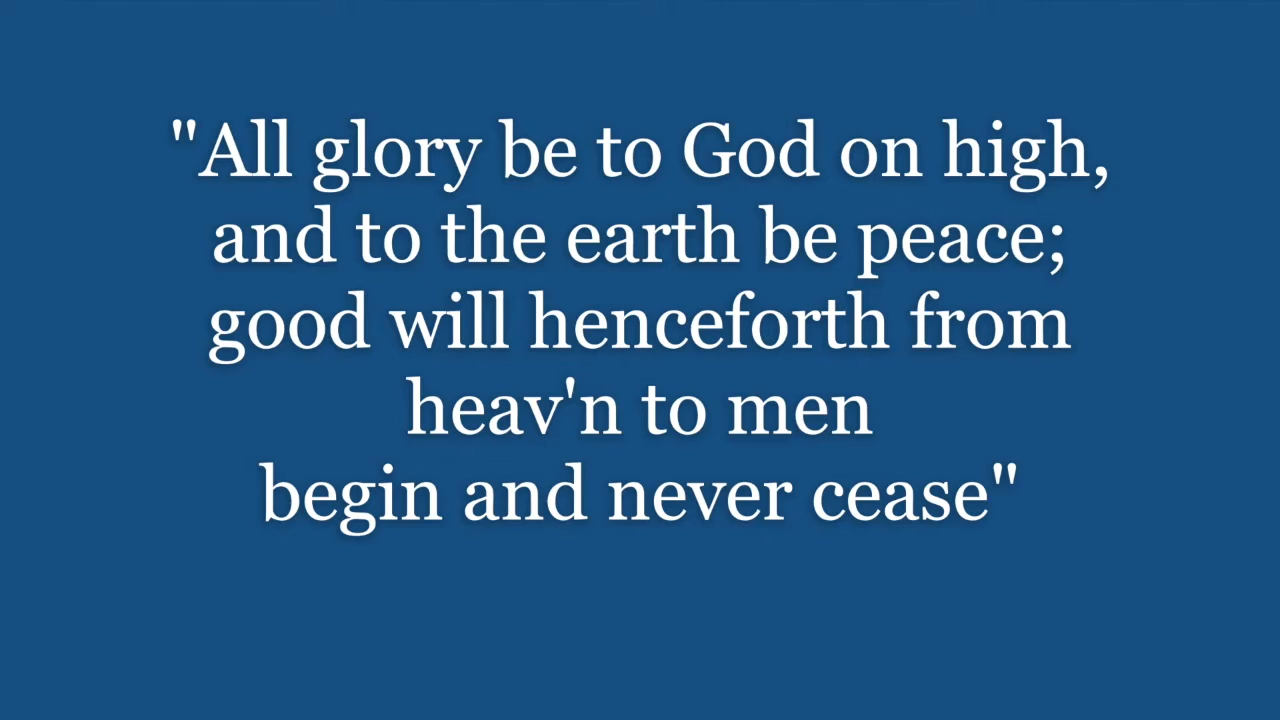 "All glory be to God on high,
and to the earth be peace;
good will henceforth from
heav'n to men
begin and never cease"